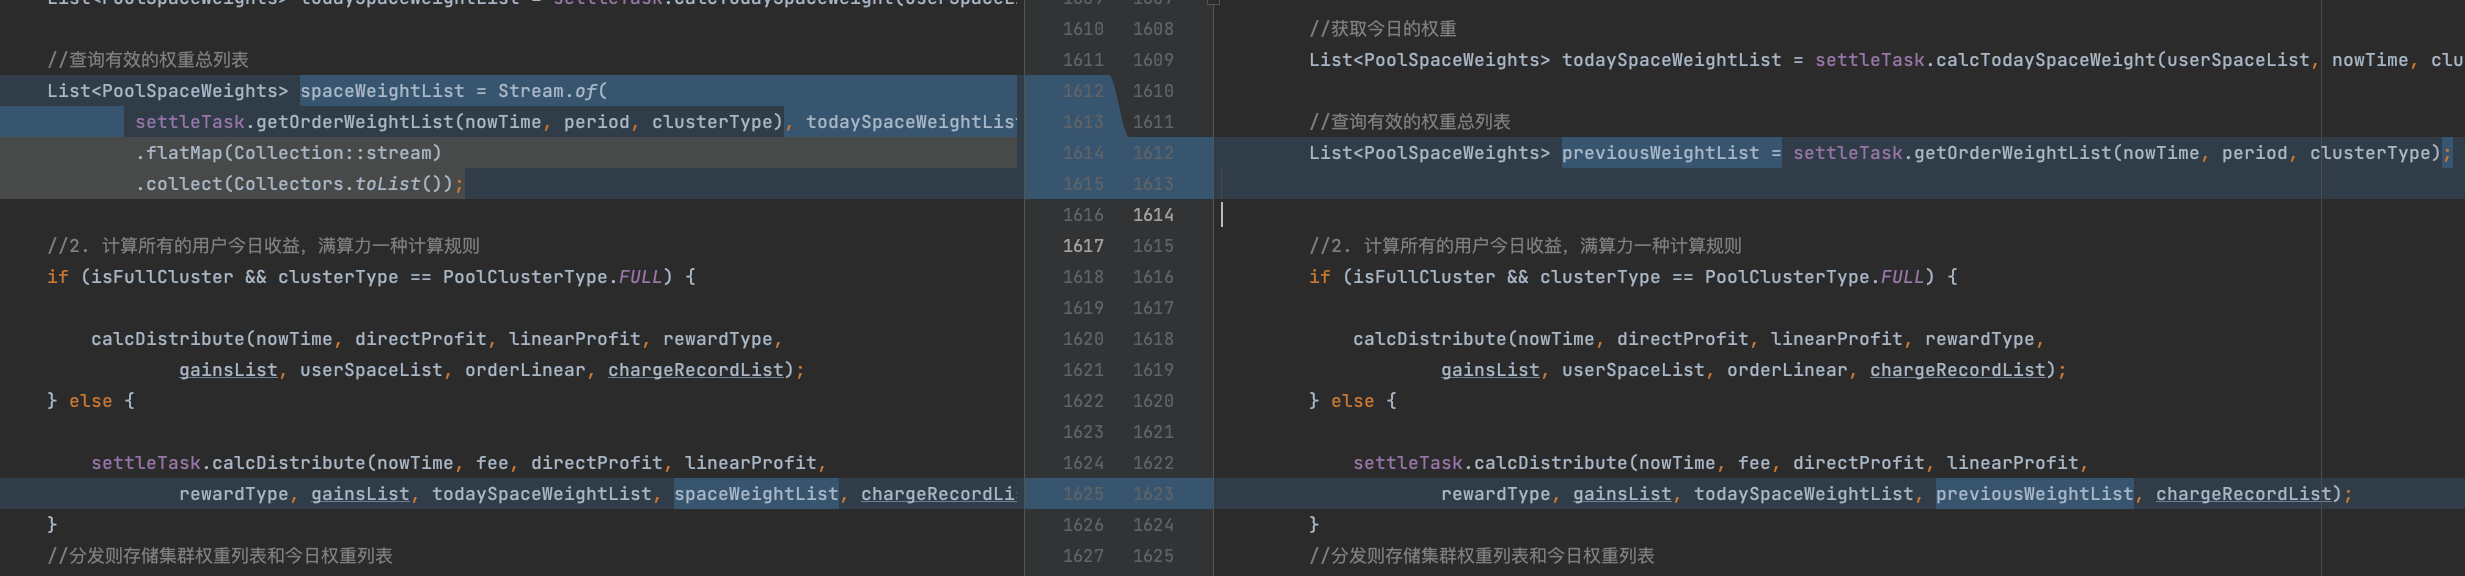 List<PoolSpaceWeights> todaySpaceWeightList = settleTask.calcTodaySpaceWeight(userSpaceL
//查询有效的权重总列表
List<PoolSpaceWeights> spaceWeightList = Stream.of(
settleTask.getOrderWeightList(nowTime, period, clusterType), todaySpaceWeightLis
.flatMap(Collection::stream)
.collect(Collectors.toList());
//2. 计算所有的用户今日收益，满算力一种计算规则
if (isFullCluster && clusterType == PoolClusterType.FULL) {
calcDistribute(nowTime, directProfit, linearProfit, rewardType,
gainsList, userSpaceList, orderLinear, chargeRecordList);
} else {
settleTask.calcDistribute(nowTime, fee, directProfit, linearProfit,
rewardType, gainsList, todaySpaceWeightList, spaceWeightList, chargeRecordLi
}
//分发则存储集群权重列表和今日权重列表
1609 1607
1610 1608
1611 1609
1612 1610
1613 1611
1614 1612
1615 1613
1616 1614
1617 1615
1618 1616
1619 1617
1620 1618
1621 1619
1622 1620
1623 1621
1624 1622
1625 1623
1626 1624
1627 1625
//获取今日的权重
List<PoolSpaceWeights> todaySpaceWeightList = settleTask.calcTodaySpaceWeight(userSpaceList, nowTime, clu
//查询有效的权重总列表
List<PoolSpaceWeights> previousWeightList = settleTask.getOrderWeightList(nowTime, period, clusterType);
//2. 计算所有的用户今日收益，满算力一种计算规则
if (isFullCluster && clusterType == PoolClusterType.FULL) {
calcDistribute(nowTime, directProfit, linearProfit, rewardType,
gainsList, userSpaceList, orderLinear, chargeRecordList);
} else {
settleTask.calcDistribute(nowTime, fee, directProfit, linearProfit,
rewardType, gainsList, todaySpaceWeightList, previousWeightList, chargeRecordList);
}
//分发则存储集群权重列表和今日权重列表